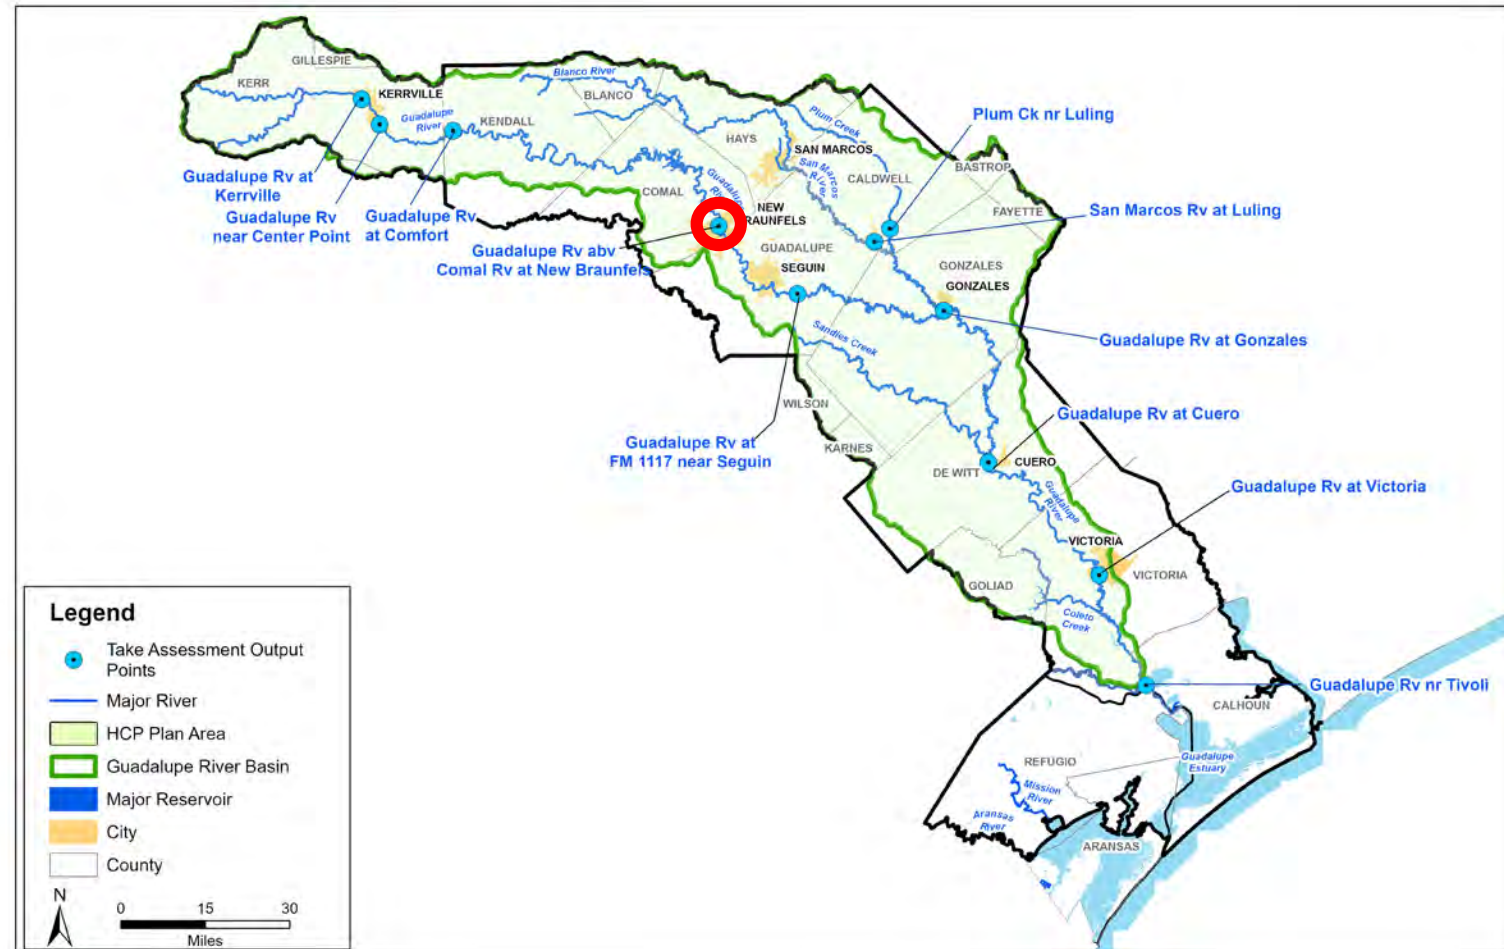 GILLESPIE
KERR
KERRVILLE
Guadalupe
River
KENDALL
Blanco River
BLANCO
HAYS
Plum Creek
SAN MARCOS
San Marcos
River
CALDWELL
BASTROP
FAYETTE
Plum Ck nr Luling
San Marcos Rv at Luling
Guadalupe Rv at
Kerrville
Guadalupe Rv
near Center Point
Guadalupe Rv
at Comfort
COMAL
Guadalupe
NEW
RAUNFELS
Guadalupe Rv abv
Comal Rv at New Braunfels
GUADALUPE
SEGUIN
GONZALES
GONZALES
Guadalupe Rv at Gonzales
Sandies Creek
WILSON
KARNES
Guadalupe Rv at
FM 1117 near Seguin
Guadalupe Rv at Cuero
CUERO
DE WITT
Guadalupe
River
Guadalupe Rv at Victoria
VICTORIA
VICTORIA
GOLIAD
Coleto
Creek
Guadalupe Rv nr Tivoli
CALHOUN
REFUGIO
Guadalupe
Estuary
Mission
River
Aransas
River
ARANSAS
Legend
Take Assessment Output
Points
Major River
HCP Plan Area
Guadalupe River Basin
Major Reservoir
City
County
N
0 15 30
Miles